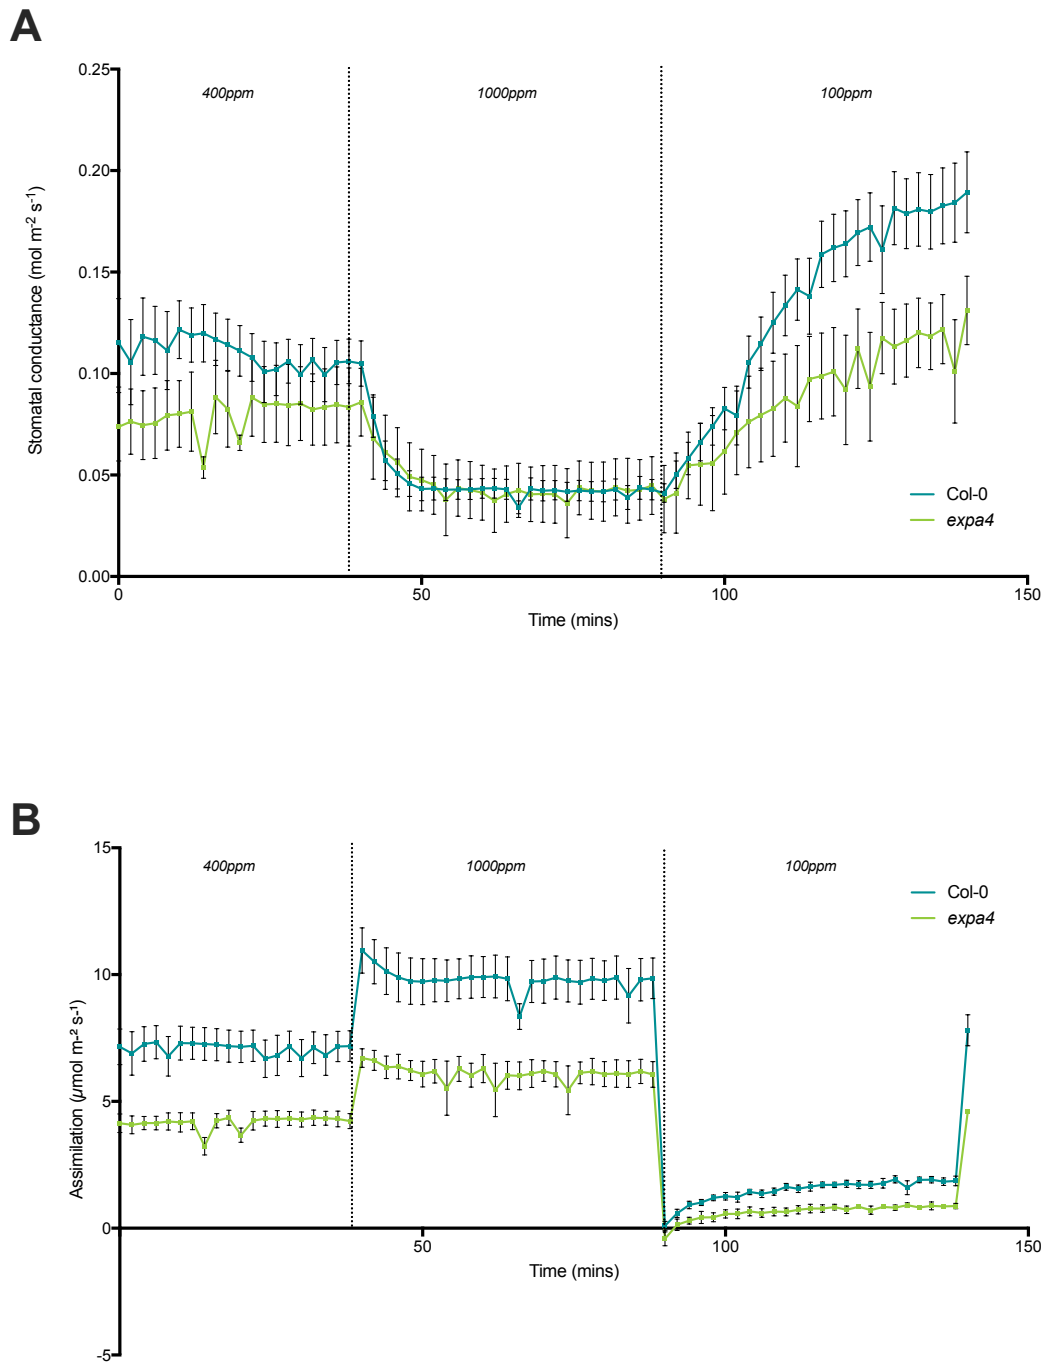 A
0.25
400ppm
1000ppm
100ppm
0.20
0.15
0.10
0.05
0.00
Stomatal conductance (mol m⁻² s⁻¹)
Col-0
expa4
0
50
100
150
Time (mins)
B
15
400ppm
1000ppm
100ppm
Col-0
expa4
10
5
0
-5
Assimilation (µmol m-² s-1)
50
100
150
Time (mins)